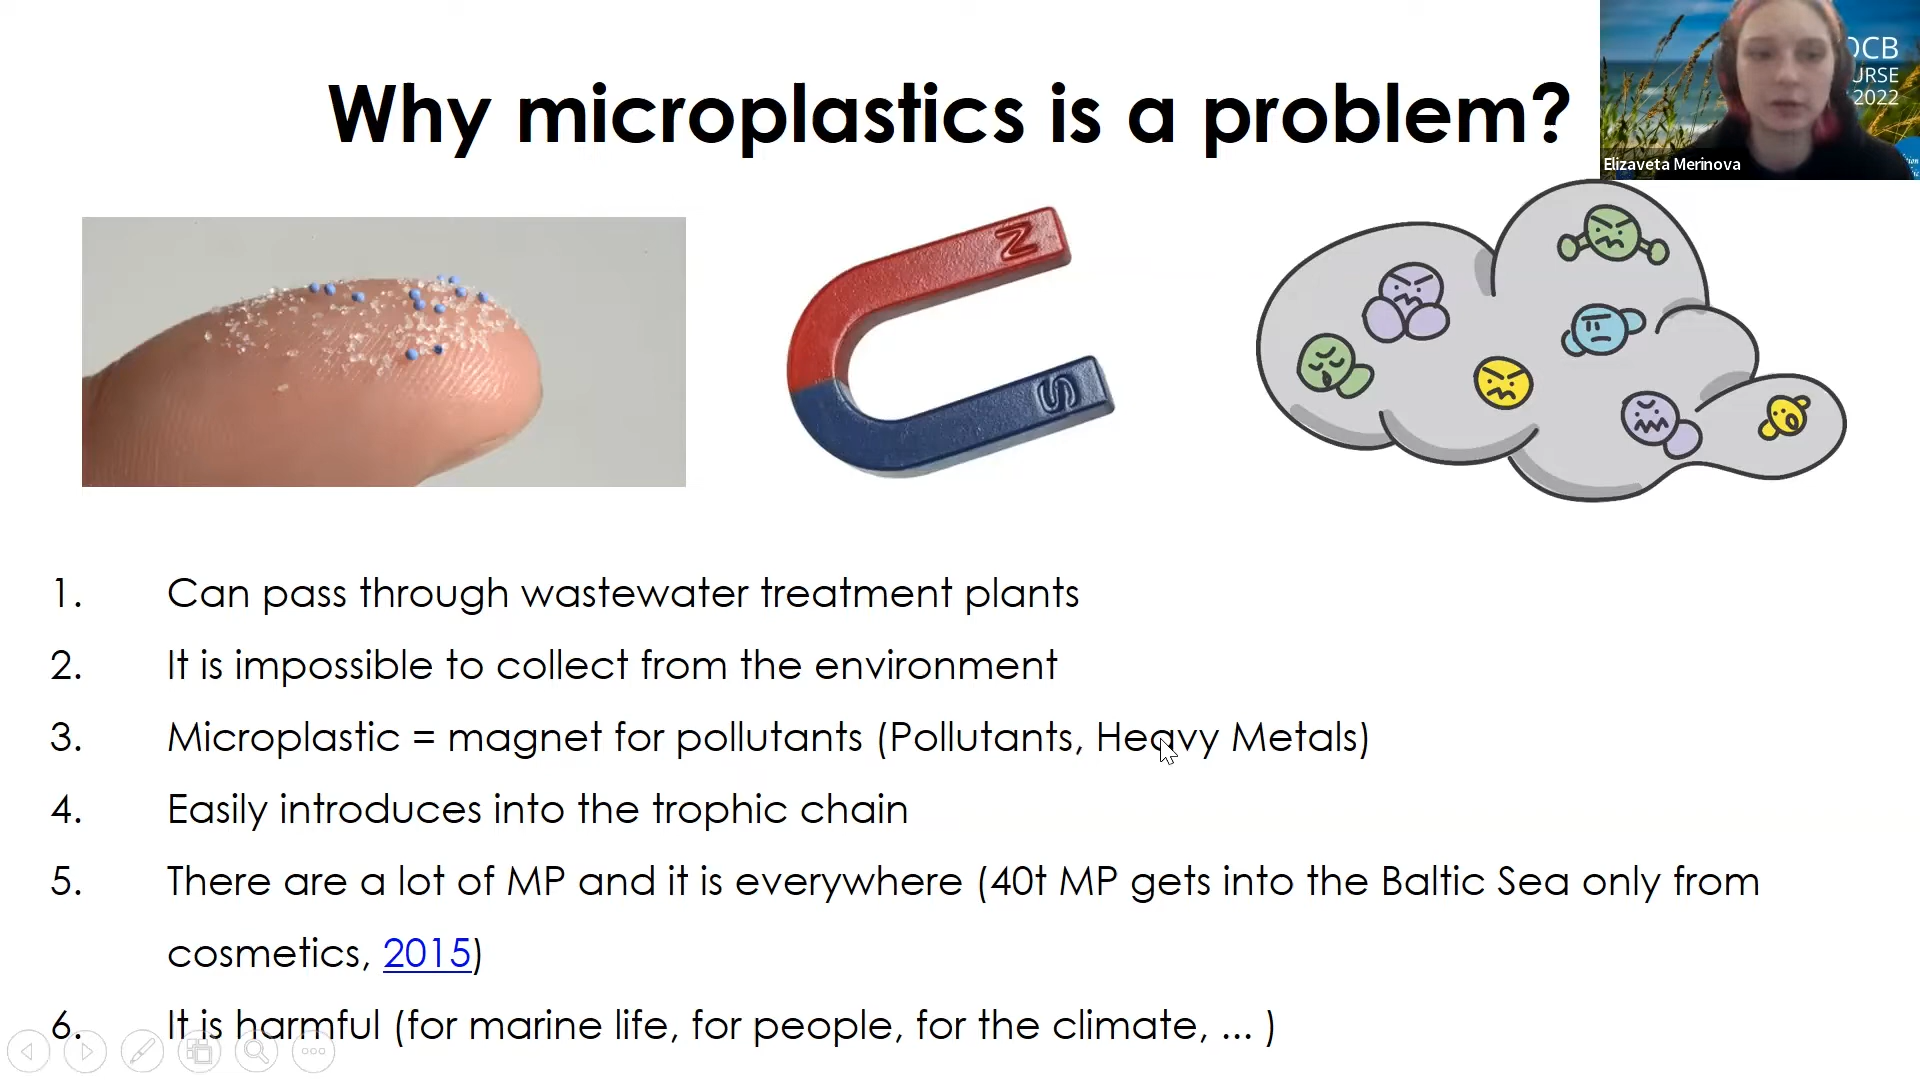 Why microplastics is a problem?
OCB
URSE
2022
Elizaveta Merinova
N
S
1. Can pass through wastewater treatment plants
2. It is impossible to collect from the environment
3. Microplastic = magnet for pollutants (Pollutants, Heavy Metals)
4. Easily introduces into the trophic chain
5. There are a lot of MP and it is everywhere (40t MP gets into the Baltic Sea only from
cosmetics, 2015)
6. It is harmful (for marine life, for people, for the climate, ... )